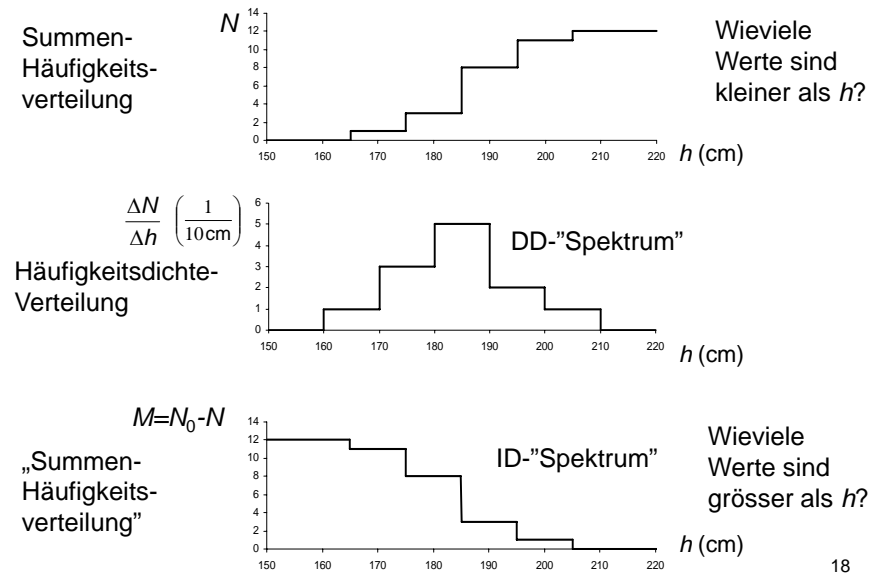 Summen-
Häufigkeits-
verteilung
N
14
12
10
8
6
4
2
0
150 160 170 180 190 200 210 220
h (cm)
Wieviele
Werte sind
kleiner als h?
ΔN/Δh (1/10cm)
Häufigkeitsdichte-
Verteilung
6
5
4
3
2
1
0
150 160 170 180 190 200 210 220
h (cm)
DD-”Spektrum”
M=N₀-N
„Summen-
Häufigkeits-
verteilung”
14
12
10
8
6
4
2
0
150 160 170 180 190 200 210 220
h (cm)
ID-”Spektrum”
Wieviele
Werte sind
grösser als h?
18